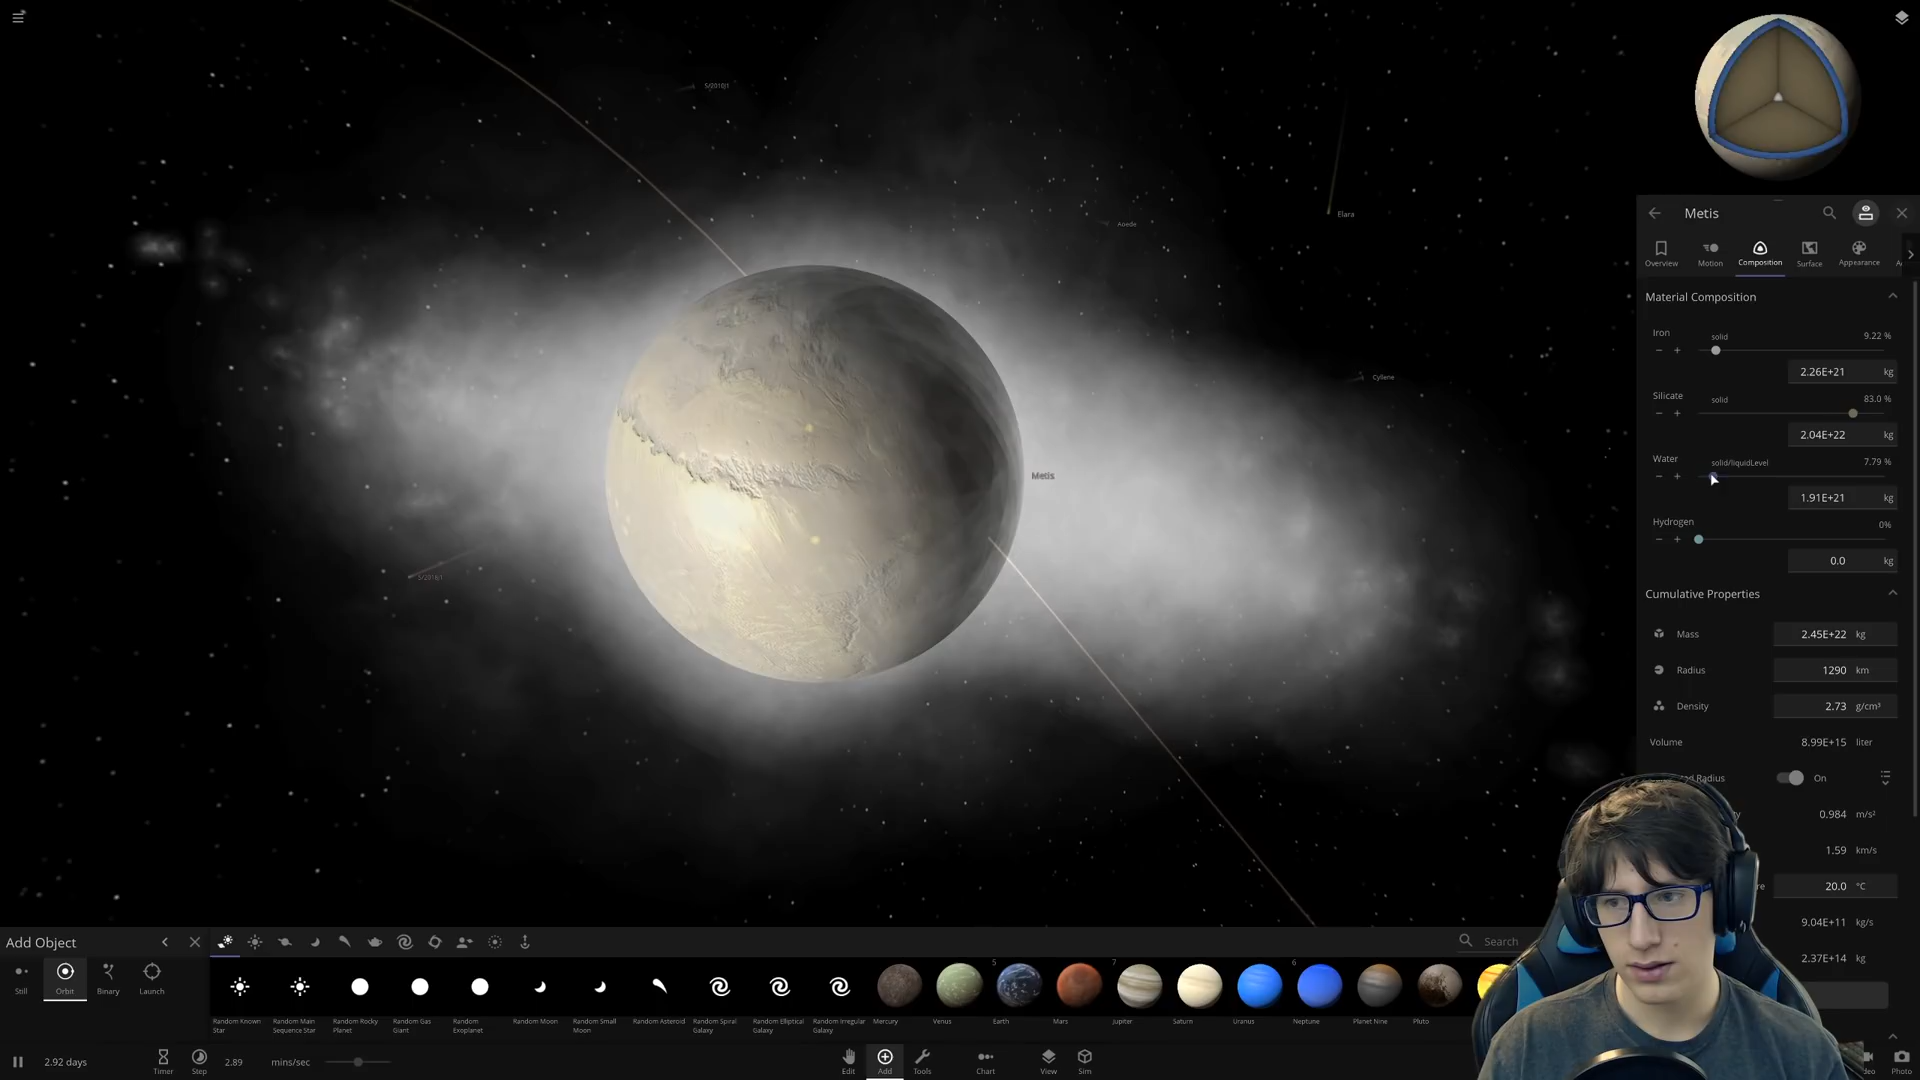 S/2010J1
Elara
Aoede
Cyllene
Metis
S/2016J1
Metis
Overview
Motion
Composition
Surface
Appearance
Material Composition
Iron
solid
9.22 %
− +
2.26E+21 kg
Silicate
solid
83.0 %
− +
2.04E+22 kg
Water
solid/liquidLevel
7.79 %
− +
1.91E+21 kg
Hydrogen
0%
− +
0.0 kg
Cumulative Properties
Mass 2.45E+22 kg
Radius 1290 km
Density 2.73 g/cm³
Volume 8.99E+15 liter
Radius On
0.984 m/s²
1.59 km/s
20.0 °C
9.04E+11 kg/s
2.37E+14 kg
Add Object
Search
Still
Orbit
Binary
Launch
5
7
6
Random Known Star
Random Main Sequence Star
Random Rocky Planet
Random Gas Giant
Random Exoplanet
Random Moon
Random Small Moon
Random Asteroid
Random Spiral Galaxy
Random Elliptical Galaxy
Random Irregular Galaxy
Mercury
Venus
Earth
Mars
Jupiter
Saturn
Uranus
Neptune
Planet Nine
Pluto
2.92 days
Timer
Step
2.89 mins/sec
Edit
Add
Tools
Chart
View
Sim
Photo